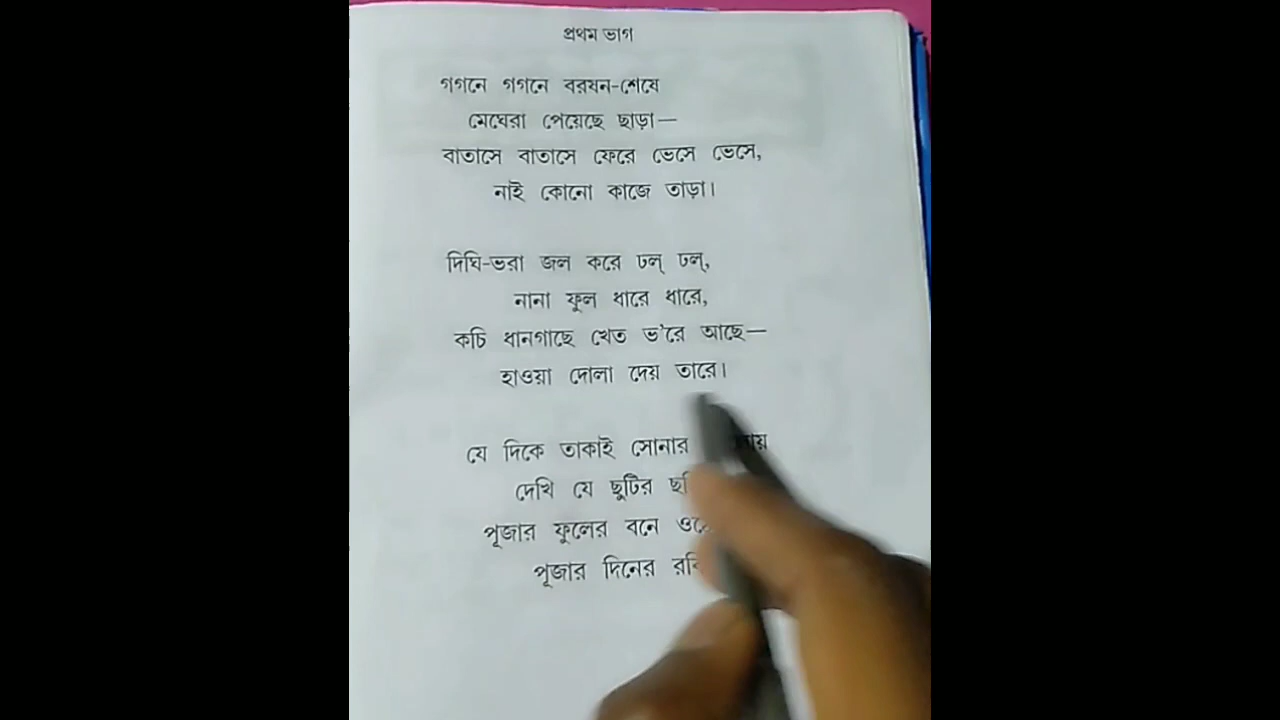 প্রথম ভাগ
গগনে গগনে বরষন-শেষে
মেঘেরা পেয়েছে ছাড়া—
বাতাসে বাতাসে ফেরে ভেসে ভেসে,
নাই কোনো কাজে তাড়া।
দিঘি-ভরা জল করে ঢল্ ঢল্,
নানা ফুল ধারে ধারে,
কচি ধানগাছে খেত ভ'রে আছে—
হাওয়া দোলা দেয় তারে।
যে দিকে তাকাই সোনার
দেখি যে ছুটির
পূজার ফুলের বনে
পূজার দিনের